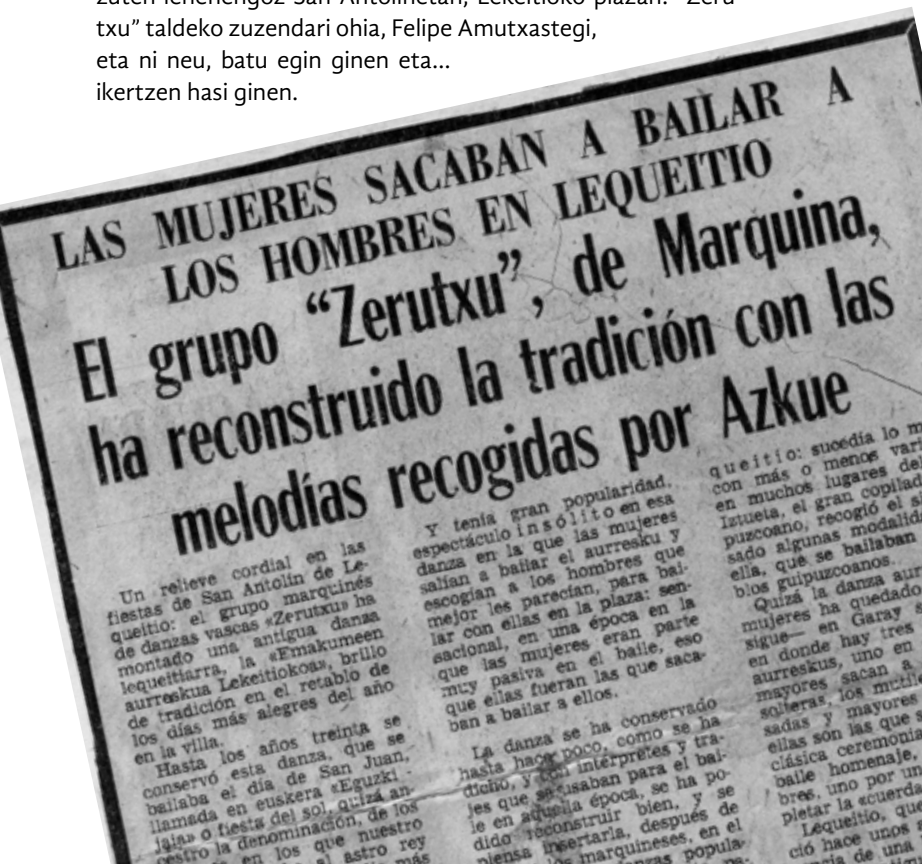 txu” taldeko zuzendari ohia, Felipe Amutxastegi,
eta ni neu, batu egin ginen eta...
ikertzen hasi ginen.
LAS MUJERES SACABAN A BAILAR A
LOS HOMBRES EN LEQUEITIO
El grupo “Zerutxu”, de Marquina,
ha reconstruido la tradición con las
melodías recogidas por Azkue
Un relieve cordial en las
fiestas de San Antolín de Le-
queitio: el grupo marquinés
de danzas vascas «Zerutxu» ha
montado una antigua danza
lequeitiarra, la «Emakumeen
aurreskua Lekeitiokoa», brillo
de tradición en el retablo de
los días más alegres del año
en la villa.
Hasta los años treinta se
conservó esta danza, que se
bailaba el día de San Juan,
llamada en euskera «Eguzki-
jaia» o fiesta del sol, quizá an-
cestro la denominación, de los
en los que nuestro
al astro rey
más
Y tenía gran popularidad.
espectáculo insólito en esa
danza en la que las mujeres
salían a bailar el aurresku y
escogían a los hombres que
mejor les parecían, para bai-
lar con ellas en la plaza: sen-
sacional, en una época en la
que las mujeres eran parte
muy pasiva en el baile, eso
que ellas fueran las que saca-
ban a bailar a ellos.
La danza se ha conservado
hasta hace poco, como se ha
dicho, y con intérpretes y tra-
jes que se usaban para el bai-
le en aquella época, se ha po-
dido reconstruir bien, y se
piensa insertarla, después de
los marquineses, en el
popula-
queitio: sucedía lo m
con más o menos var
en muchos lugares del
Iztueta, el gran copilad
puzcoano, recogió el a
sado algunas modalid
ella, que se bailaban
blos guipuzcoanos.
Quizá la danza aur
mujeres ha quedado
sigue— en Garay
en donde hay tres
aurreskus, uno en
mayores sacan a
solteras, los mutil
sadas y mayores
ellas son las que
clásica ceremonia
baile homenaje,
bres, uno por un
pletar la «cuerda
Lequeitio, qu
ció hace unos
de una